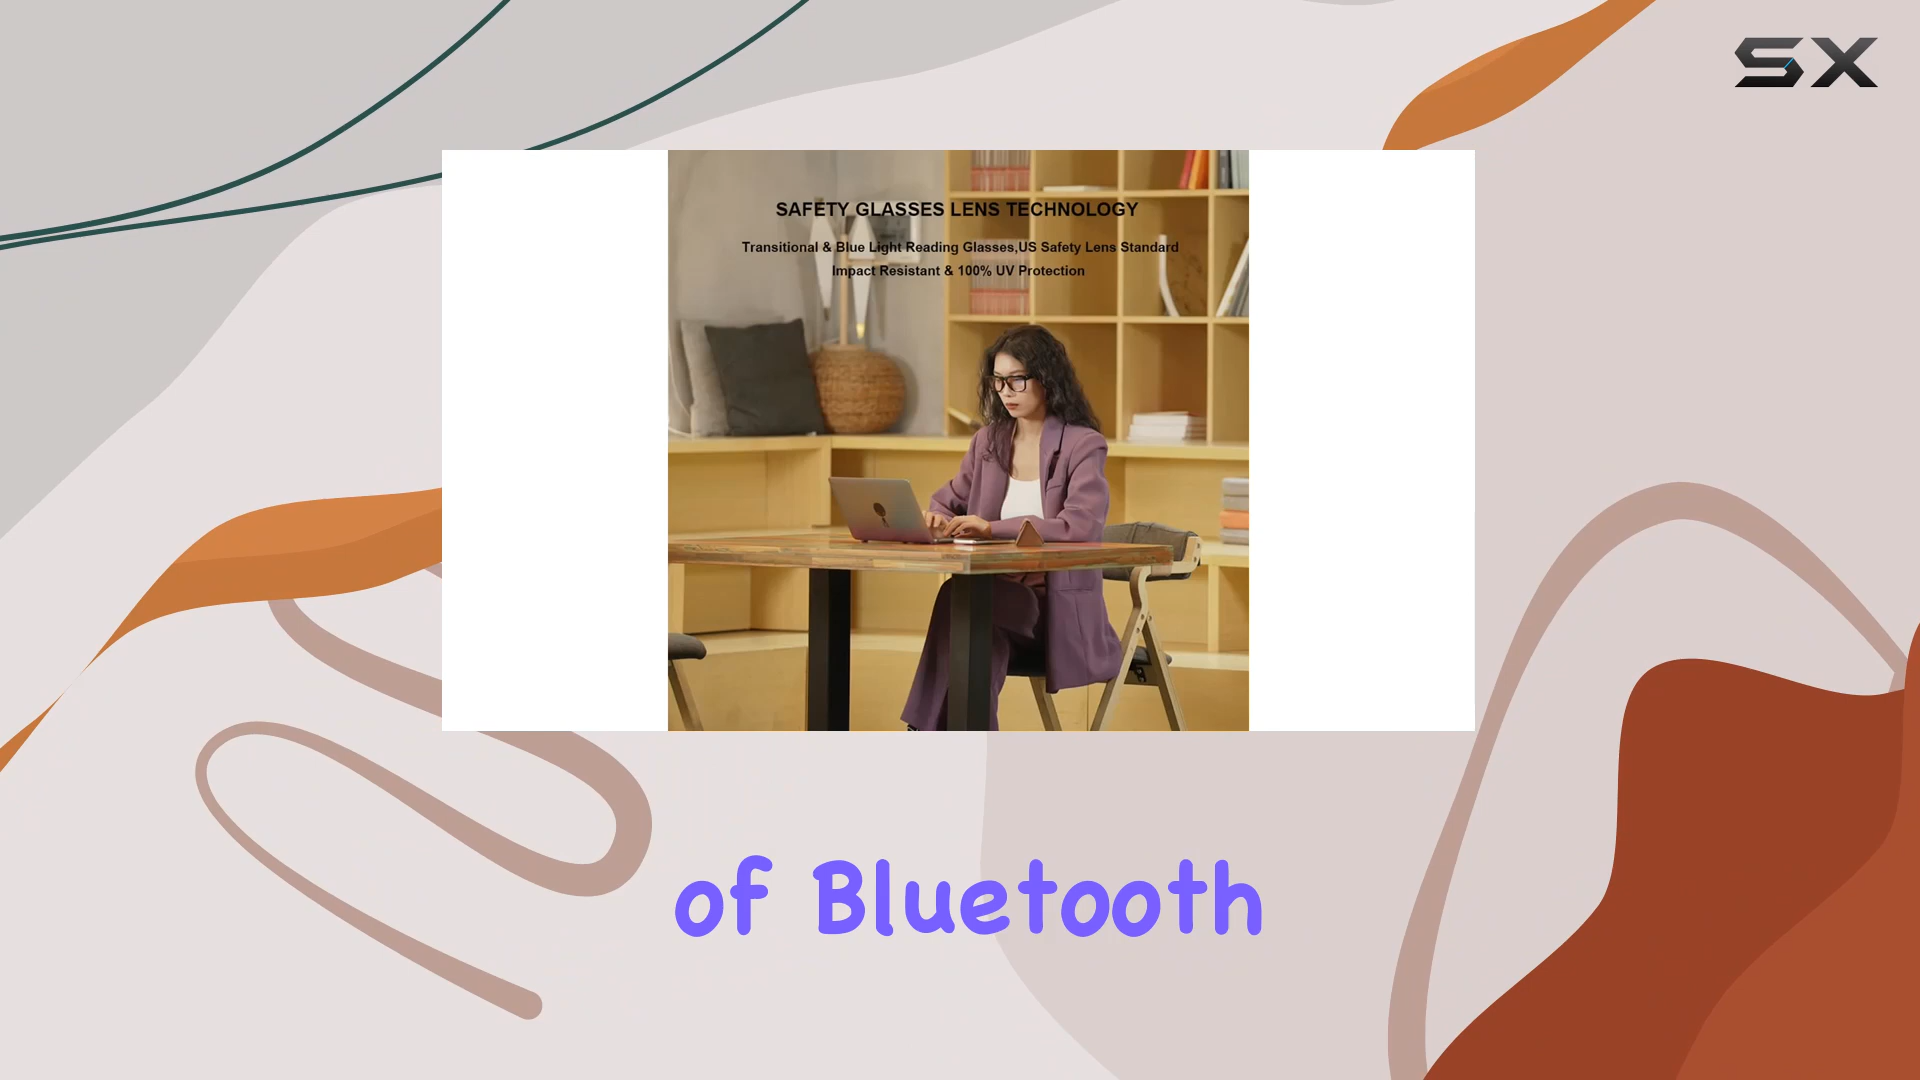 SX
SAFETY GLASSES LENS TECHNOLOGY
Transitional & Blue Light Reading Glasses,US Safety Lens Standard
Impact Resistant & 100% UV Protection
of Bluetooth